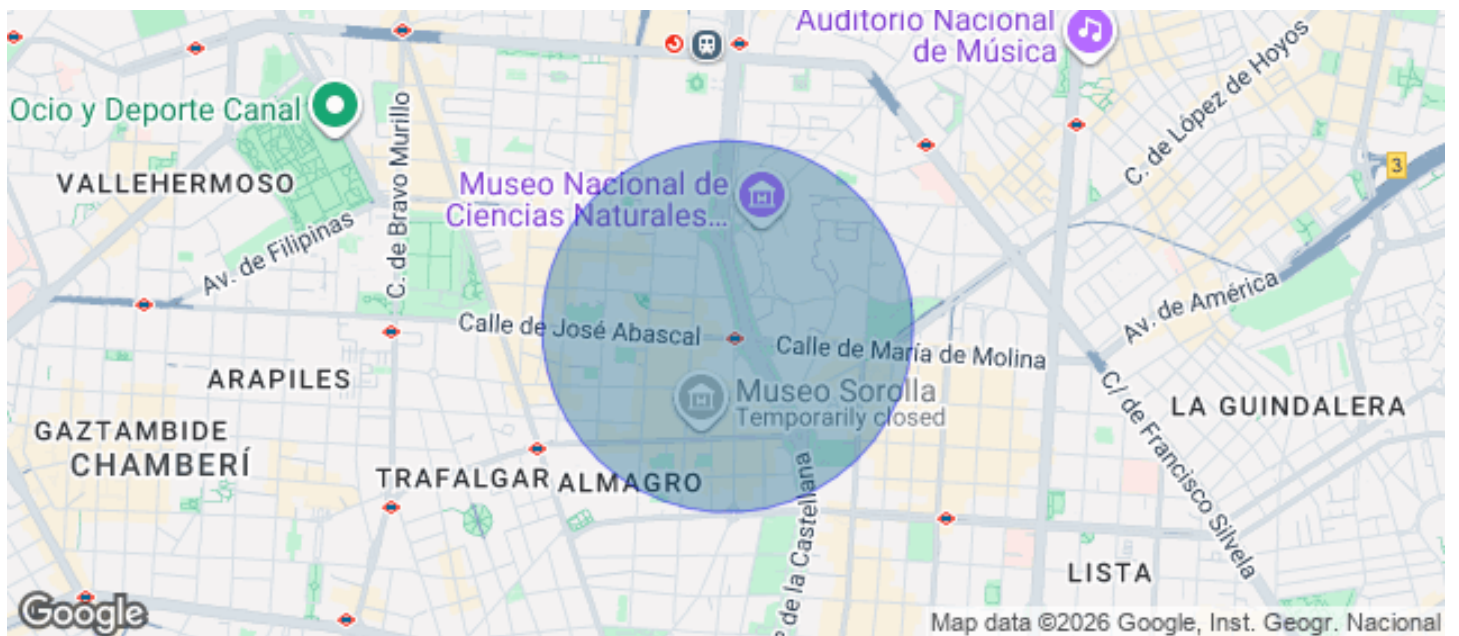 Auditorio Nacional
de Música
Ocio y Deporte Canal
C. de López de Hoyos
C. de Bravo Murillo
3
VALLEHERMOSO
Museo Nacional de
Ciencias Naturales...
Av. de Filipinas
Av. de América
Calle de José Abascal
Calle de María de Molina
ARAPILES
Museo Sorolla
Temporarily closed
C/ de Francisco Silvela
LA GUINDALERA
GAZTAMBIDE
CHAMBERÍ
TRAFALGAR
ALMAGRO
º de la Castellana
LISTA
Google
Map data ©2026 Google, Inst. Geogr. Nacional